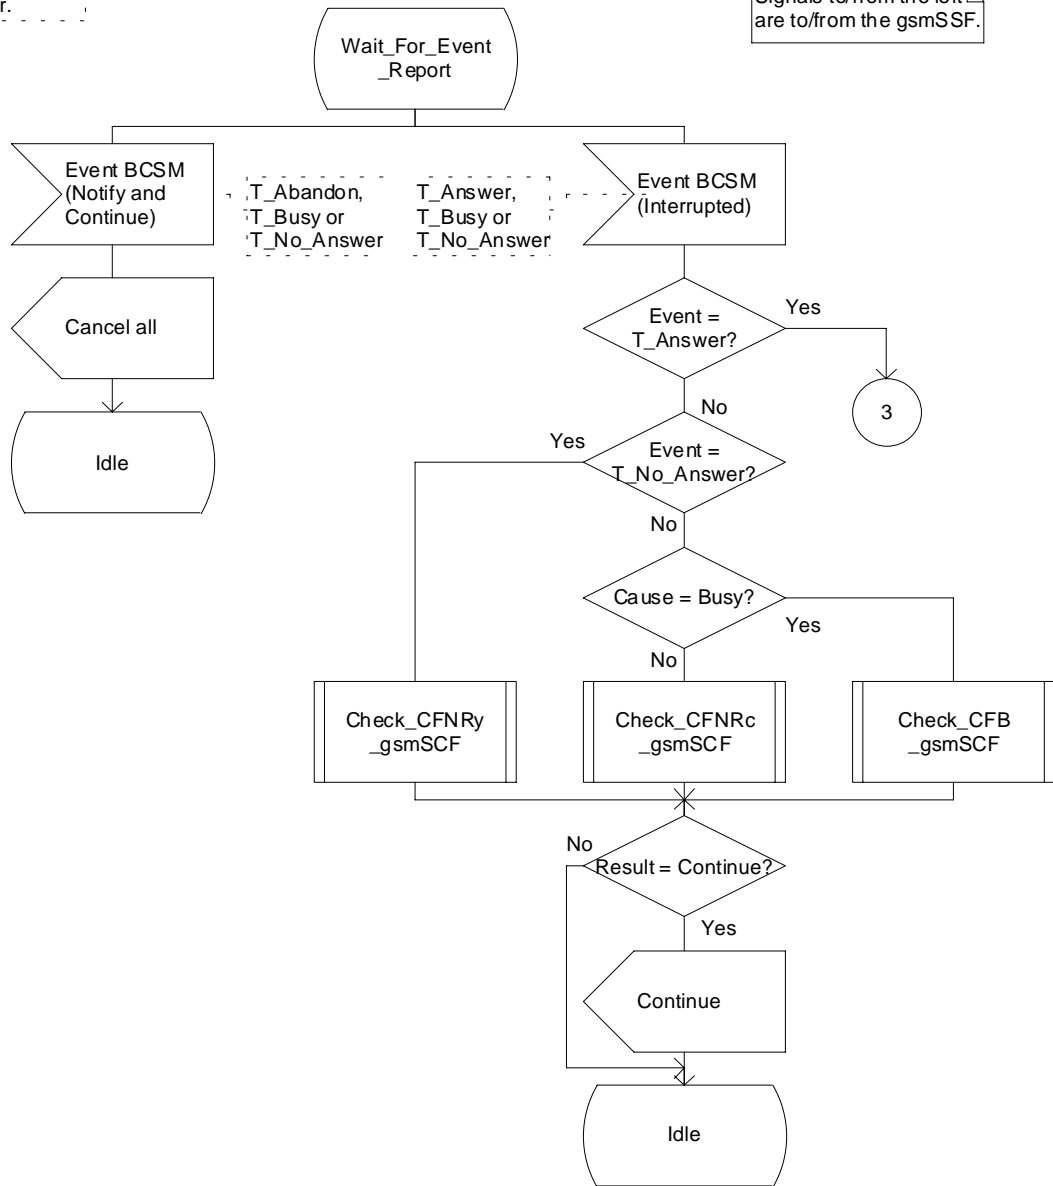 r.
Signals to/from the left
are to/from the gsmSSF.
Wait_For_Event
_Report
Event BCSM
(Notify and
Continue)
T_Abandon,
T_Busy or
T_No_Answer
T_Answer,
T_Busy or
T_No_Answer
Event BCSM
(Interrupted)
Cancel all
Idle
Event =
T_Answer?
Yes
3
No
Yes
Event =
T_No_Answer?
No
Cause = Busy?
Yes
No
Check_CFNRy
_gsmSCF
Check_CFNRc
_gsmSCF
Check_CFB
_gsmSCF
No
Result = Continue?
Yes
Continue
Idle